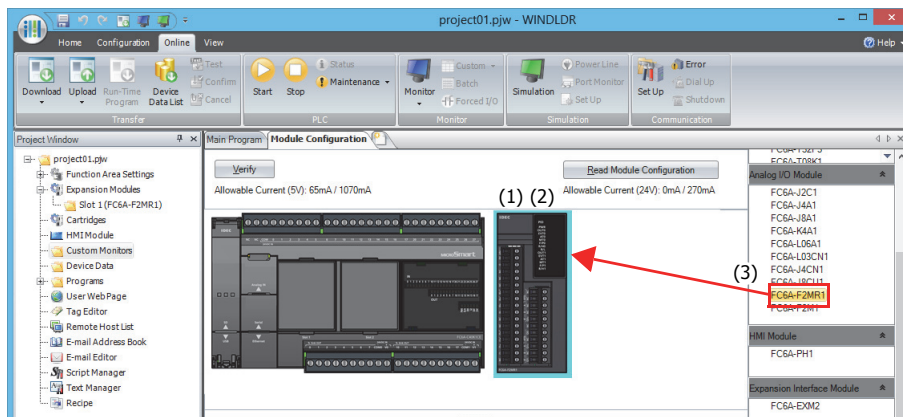 project01.pjw - WINDLDR
Home Configuration Online View
Help
Download Upload Run-Time Program Device Data List Test Confirm Cancel
Start Stop Status Maintenance
Monitor Custom Batch Forced I/O
Simulation Power Line Port Monitor Set Up
Set Up Error Dial Up Shutdown
Transfer PLC Monitor Simulation Communication
Project Window
Main Program Module Configuration
project01.pjw
Function Area Settings
Expansion Modules
Slot 1 (FC6A-F2MR1)
Cartridges
HMI Module
Custom Monitors
Device Data
Programs
User Web Page
Tag Editor
Remote Host List
E-mail Address Book
E-mail Editor
Script Manager
Text Manager
Recipe
Verify
Read Module Configuration
Allowable Current (5V): 65mA / 1070mA
Allowable Current (24V): 0mA / 270mA
(1) (2)
(3)
FC6A-T08K1
Analog I/O Module
FC6A-J2C1
FC6A-J4A1
FC6A-J8A1
FC6A-K4A1
FC6A-L06A1
FC6A-L03CN1
FC6A-J4CN1
FC6A-J8CU1
FC6A-F2MR1
FC6A-F2M1
HMI Module
FC6A-PH1
Expansion Interface Module
FC6A-EXM2